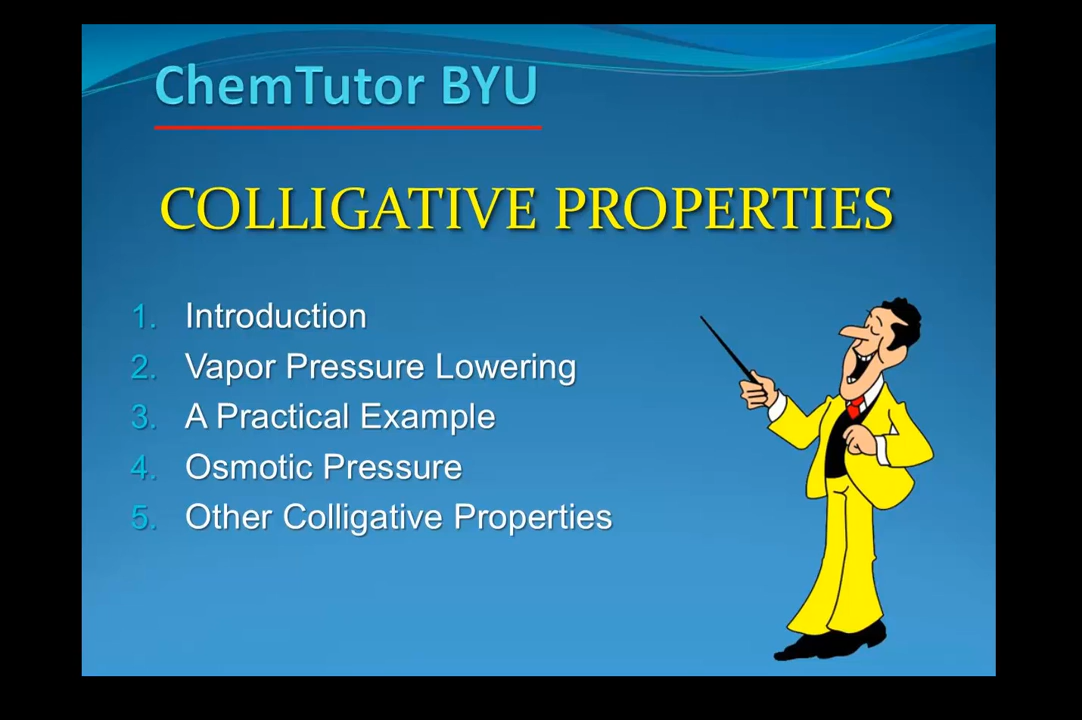 ChemTutor BYU
COLLIGATIVE PROPERTIES
1. Introduction
2. Vapor Pressure Lowering
3. A Practical Example
4. Osmotic Pressure
5. Other Colligative Properties